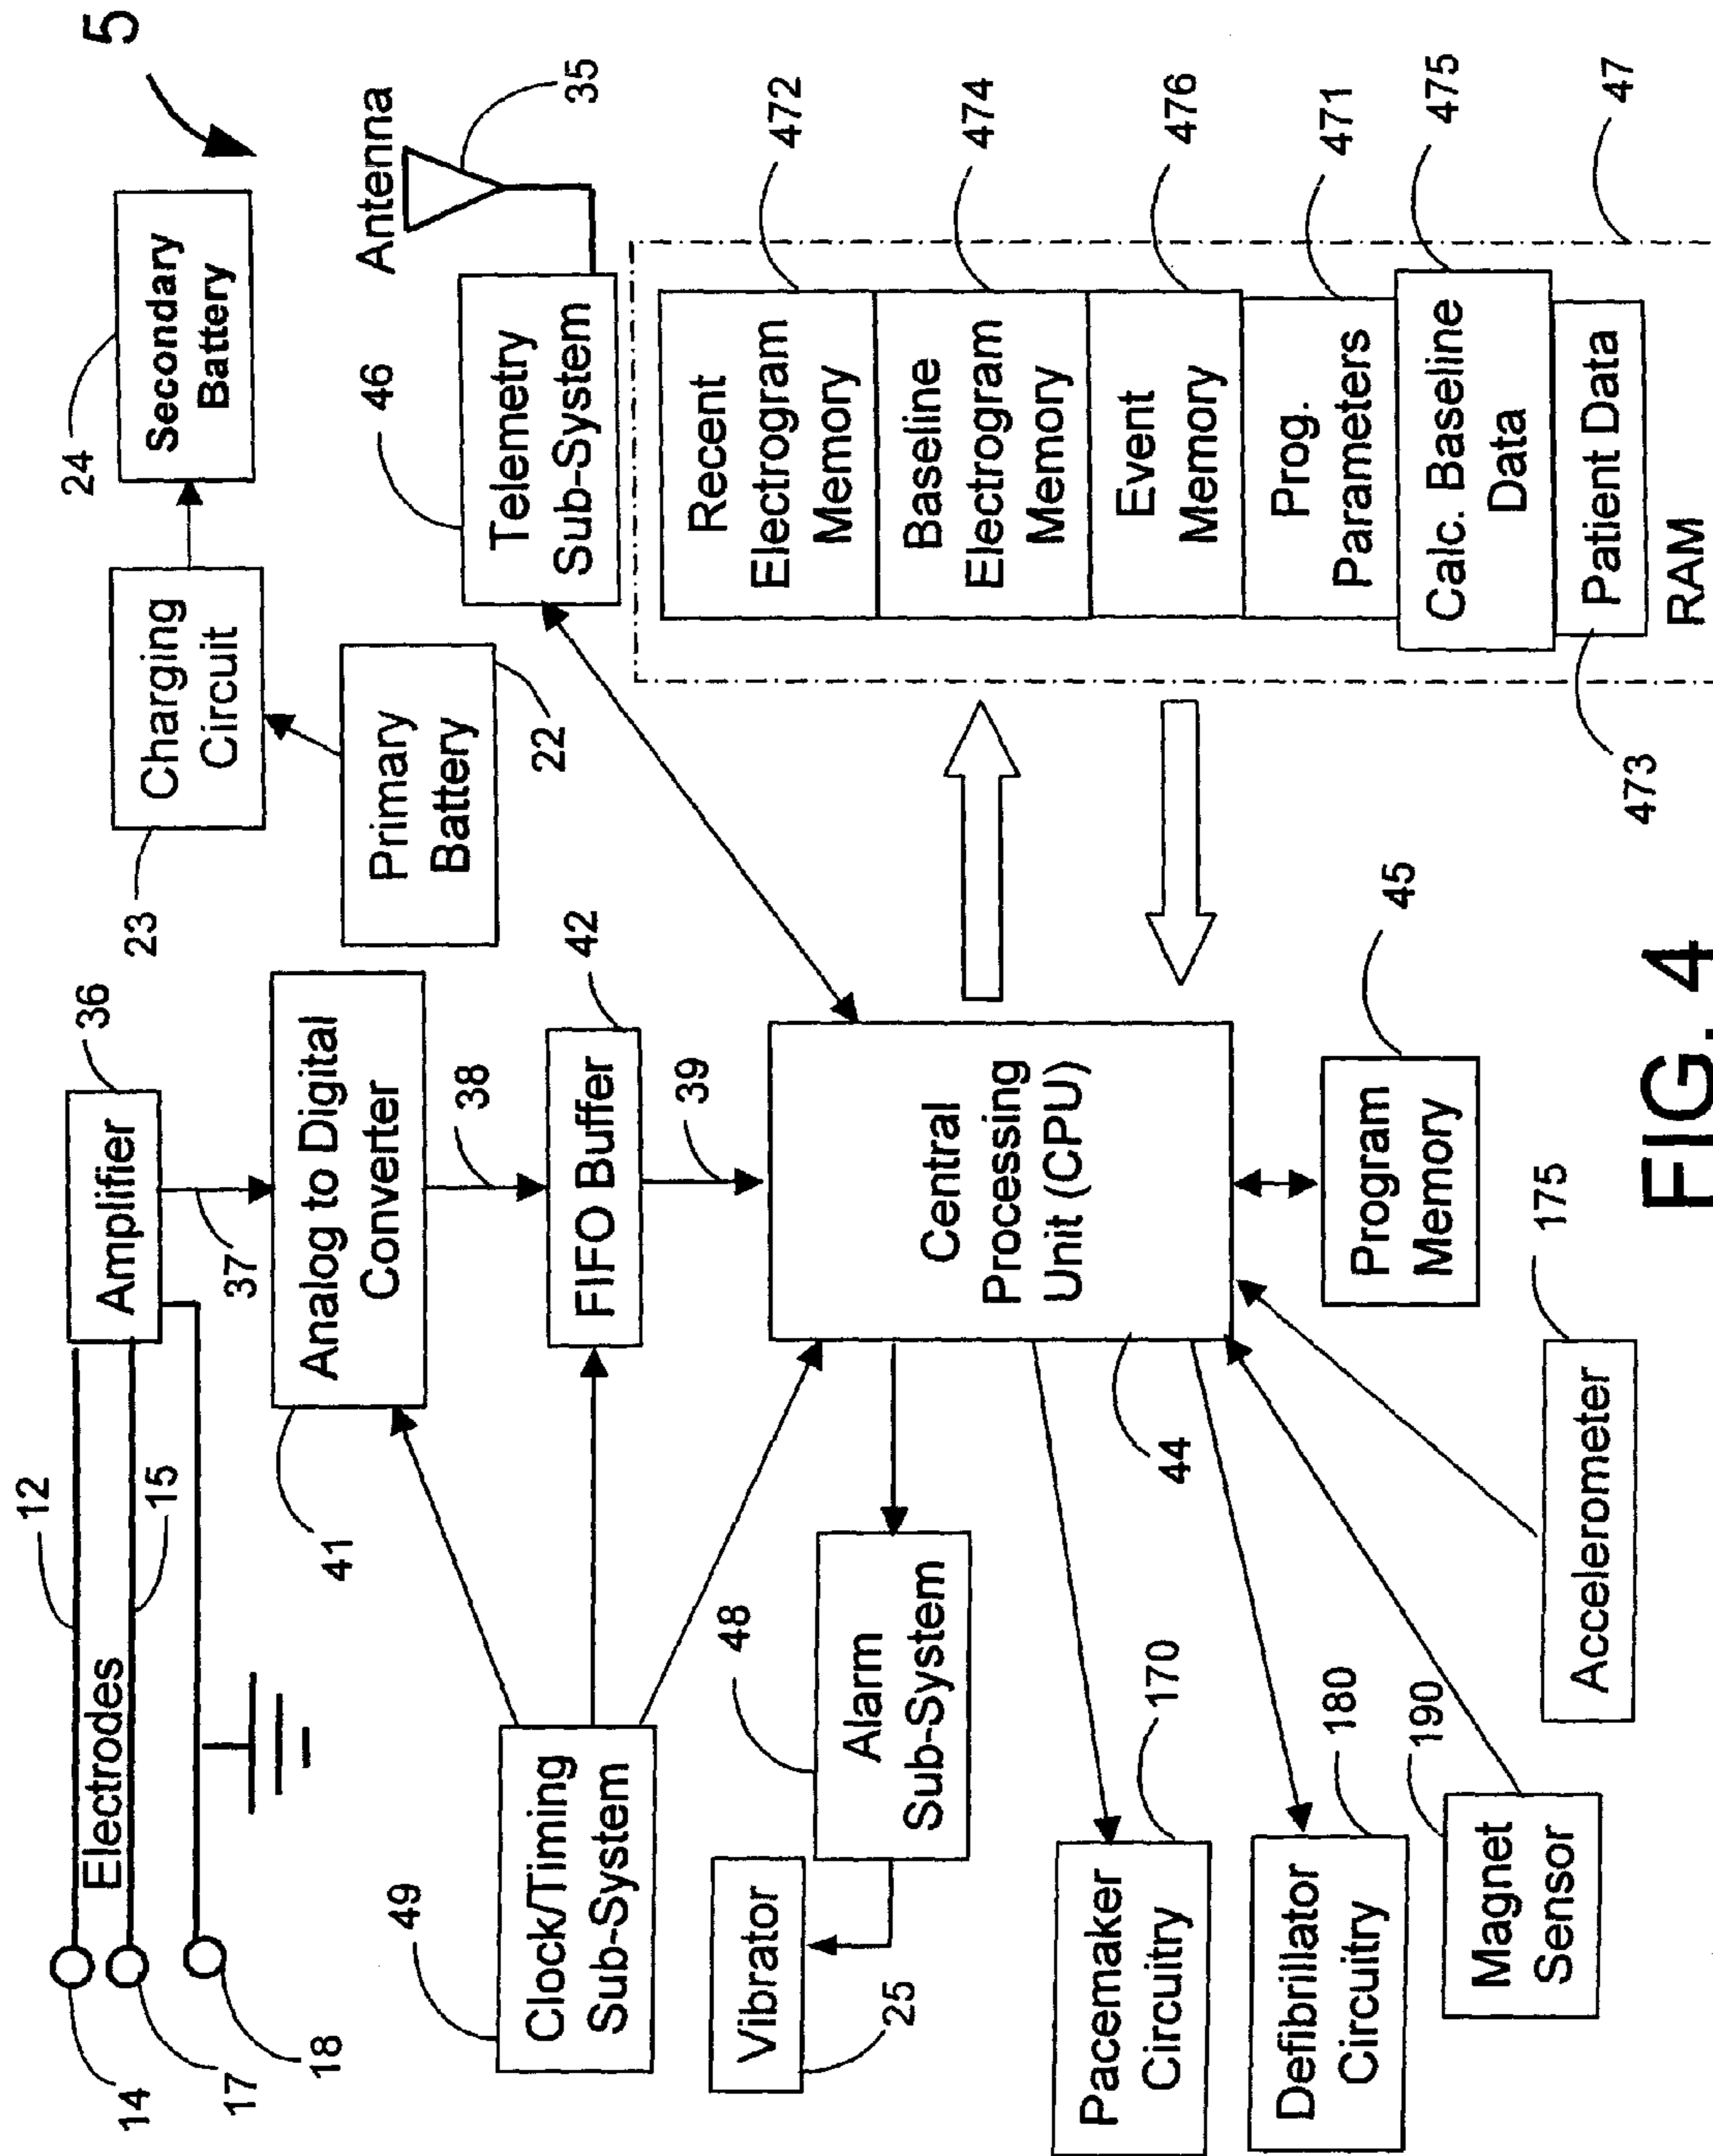 5
14
17
18
Electrodes
12
15
36
Amplifier
37
Analog to Digital
Converter
41
38
42
FIFO Buffer
39
49
Clock/Timing
Sub-System
23
Charging
Circuit
24
Secondary
Battery
Primary
Battery
22
46
Telemetry
Sub-System
Antenna
35
Central
Processing
Unit (CPU)
44
48
Alarm
Sub-System
Vibrator
25
Pacemaker
Circuitry
170
Defibrillator
Circuitry
180
190
Magnet
Sensor
Accelerometer
175
Program
Memory
45
Recent
Electrogram
Memory
472
Baseline
Electrogram
Memory
474
Event
Memory
476
Prog.
Parameters
471
Calc. Baseline
Data
475
Patient Data
473
RAM
47
FIG. 4